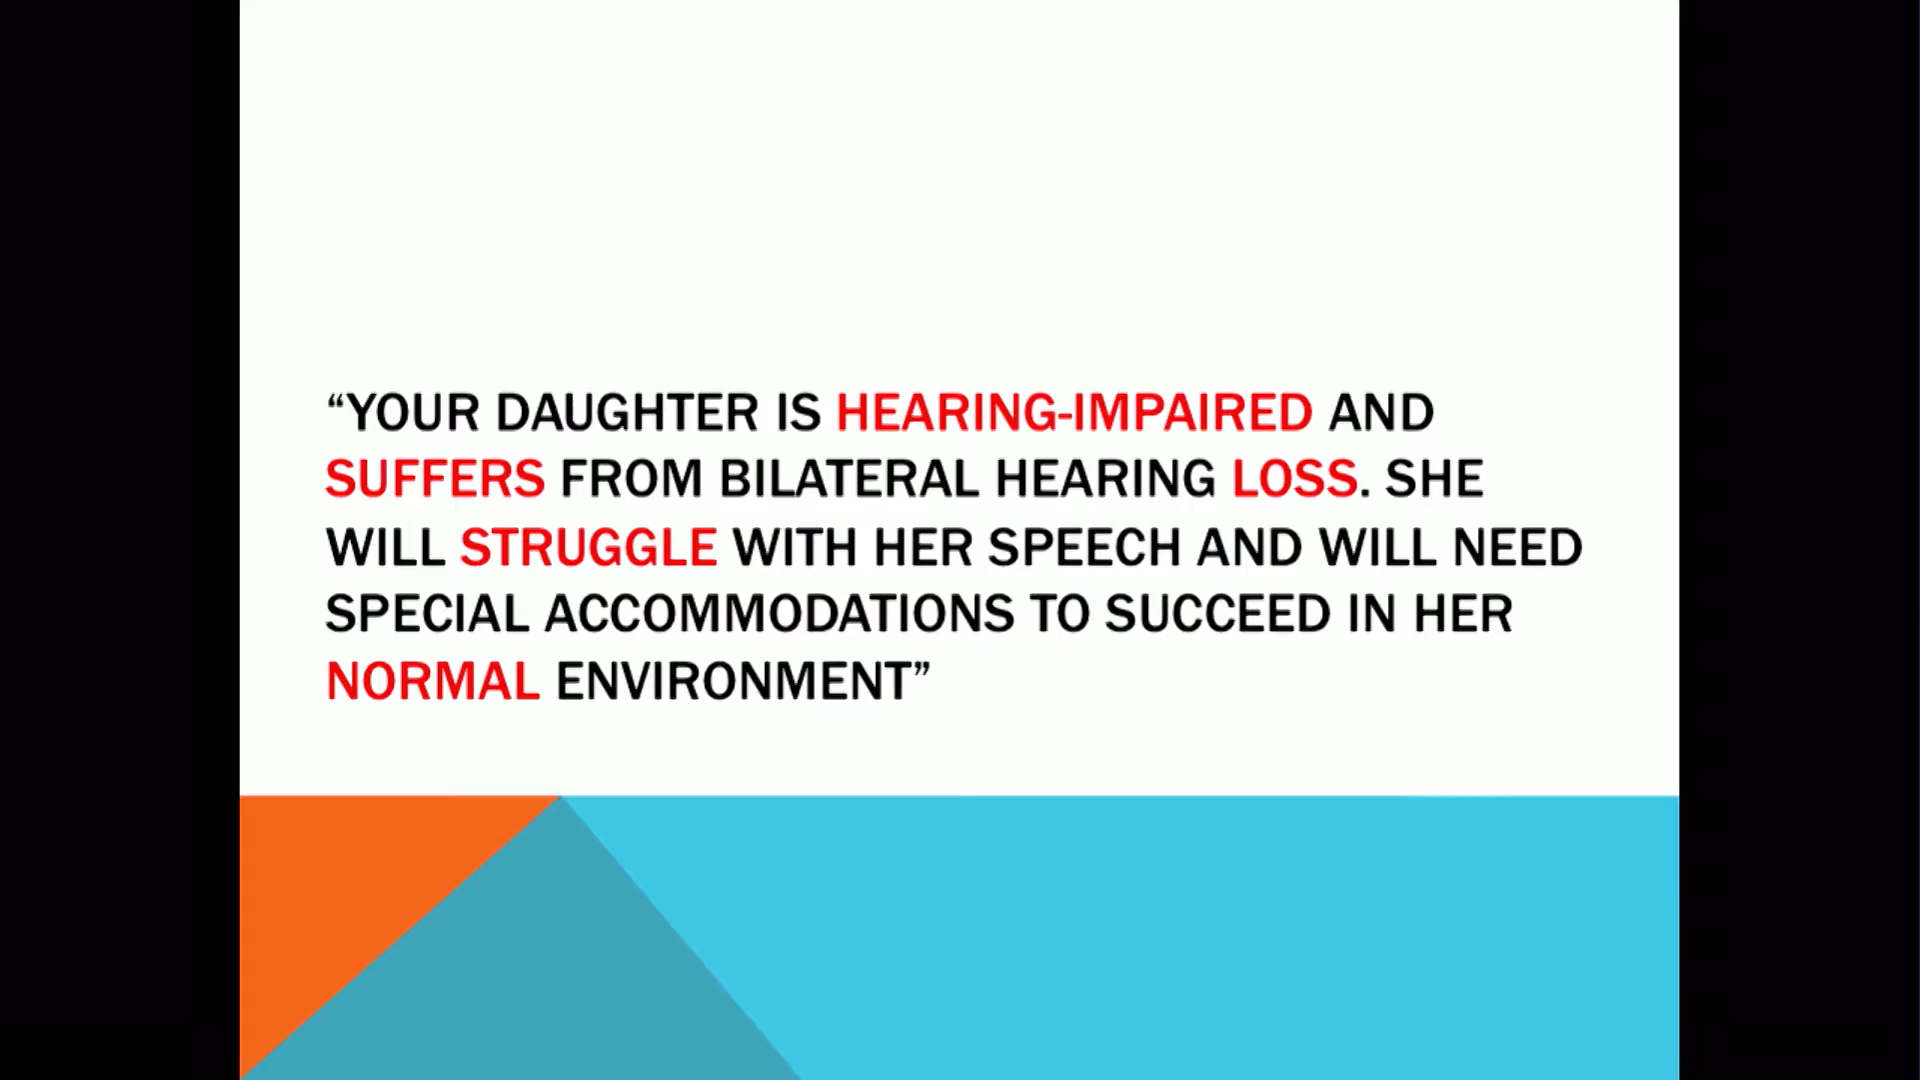 “YOUR DAUGHTER IS HEARING-IMPAIRED AND
SUFFERS FROM BILATERAL HEARING LOSS. SHE
WILL STRUGGLE WITH HER SPEECH AND WILL NEED
SPECIAL ACCOMMODATIONS TO SUCCEED IN HER
NORMAL ENVIRONMENT”